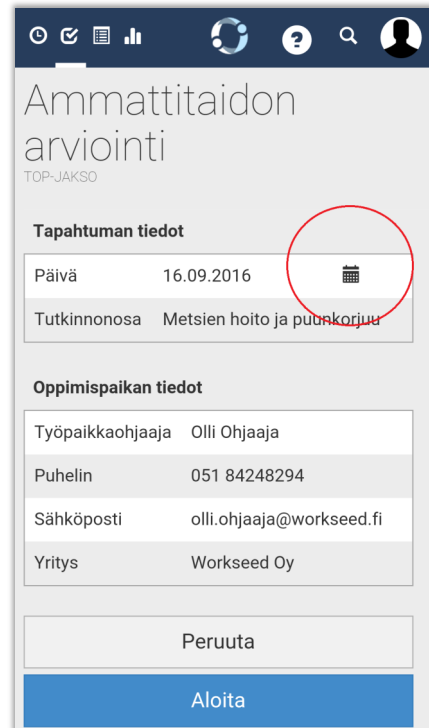 Ammattitaidon
arviointi
TOP-JAKSO
Tapahtuman tiedot
Päivä 16.09.2016
Tutkinnonosa Metsien hoito ja puunkorjuu
Oppimispaikan tiedot
Työpaikkaohjaaja Olli Ohjaaja
Puhelin 051 84248294
Sähköposti olli.ohjaaja@workseed.fi
Yritys Workseed Oy
Peruuta
Aloita